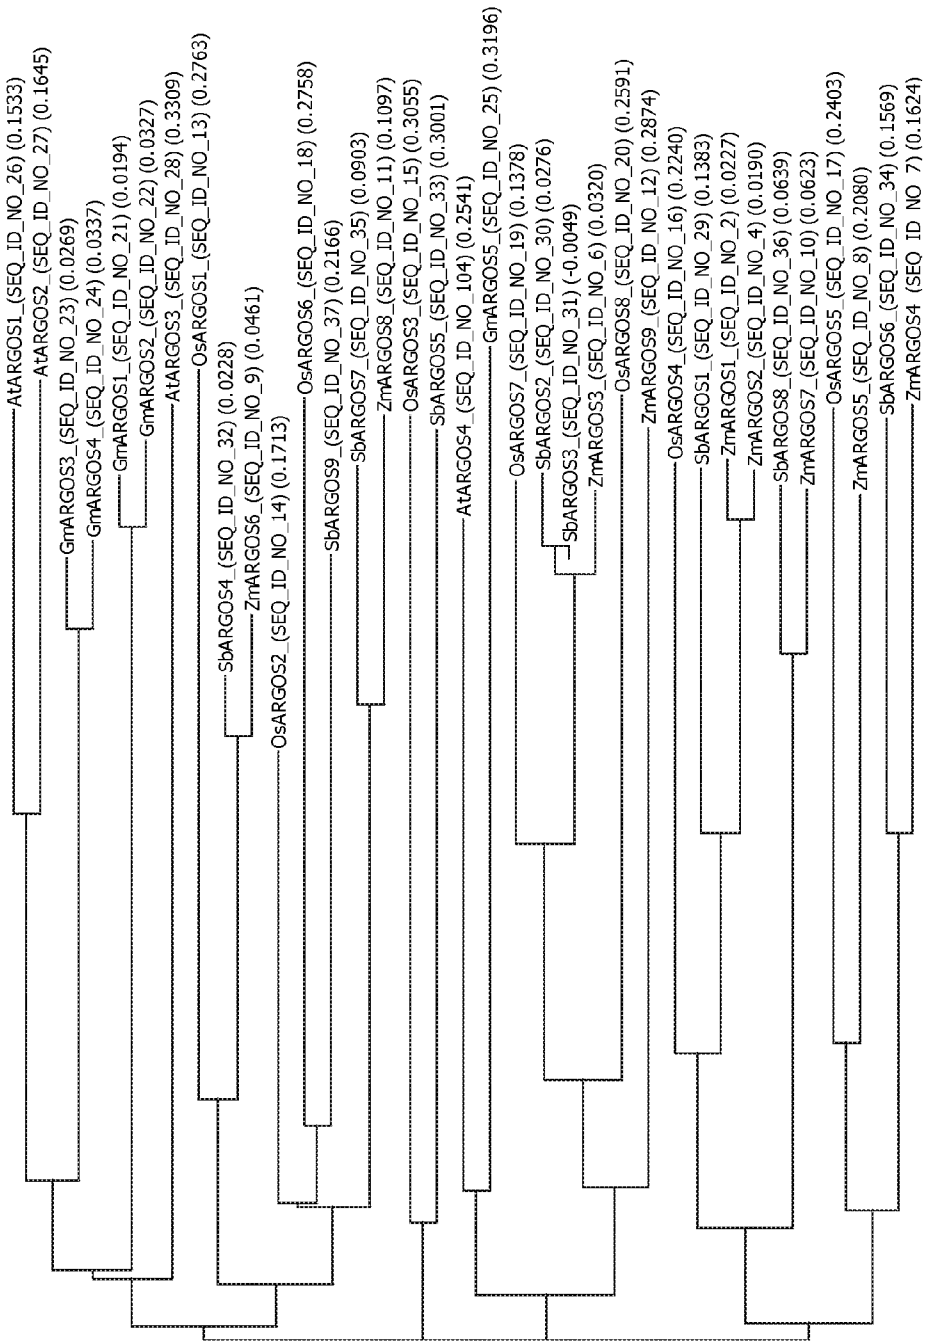 AtARGOS1_(SEQ_ID_NO_26) (0.1533)
AtARGOS2_(SEQ_ID_NO_27) (0.1645)
GmARGOS3_(SEQ_ID_NO_23) (0.0269)
GmARGOS4_(SEQ_ID_NO_24) (0.0337)
GmARGOS1_(SEQ_ID_NO_21) (0.0194)
GmARGOS2_(SEQ_ID_NO_22) (0.0327)
AtARGOS3_(SEQ_ID_NO_28) (0.3309)
OsARGOS1_(SEQ_ID_NO_13) (0.2763)
SbARGOS4_(SEQ_ID_NO_32) (0.0228)
ZmARGOS6_(SEQ_ID_NO_9) (0.0461)
OsARGOS2_(SEQ_ID_NO_14) (0.1713)
OsARGOS6_(SEQ_ID_NO_18) (0.2758)
SbARGOS9_(SEQ_ID_NO_37) (0.2166)
SbARGOS7_(SEQ_ID_NO_35) (0.0903)
ZmARGOS8_(SEQ_ID_NO_11) (0.1097)
OsARGOS3_(SEQ_ID_NO_15) (0.3055)
SbARGOS5_(SEQ_ID_NO_33) (0.3001)
AtARGOS4_(SEQ_ID_NO_104) (0.2541)
GmARGOS5_(SEQ_ID_NO_25) (0.3196)
OsARGOS7_(SEQ_ID_NO_19) (0.1378)
SbARGOS2_(SEQ_ID_NO_30) (0.0276)
SbARGOS3_(SEQ_ID_NO_31) (-0.0049)
ZmARGOS3_(SEQ_ID_NO_6) (0.0320)
OsARGOS8_(SEQ_ID_NO_20) (0.2591)
ZmARGOS9_(SEQ_ID_NO_12) (0.2874)
OsARGOS4_(SEQ_ID_NO_16) (0.2240)
SbARGOS1_(SEQ_ID_NO_29) (0.1383)
ZmARGOS1_(SEQ_ID_NO_2) (0.0227)
ZmARGOS2_(SEQ_ID_NO_4) (0.0190)
SbARGOS8_(SEQ_ID_NO_36) (0.0639)
ZmARGOS7_(SEQ_ID_NO_10) (0.0623)
OsARGOS5_(SEQ_ID_NO_17) (0.2403)
ZmARGOS5_(SEQ_ID_NO_8) (0.2080)
SbARGOS6_(SEQ_ID_NO_34) (0.1569)
ZmARGOS4_(SEQ ID NO 7) (0.1624)